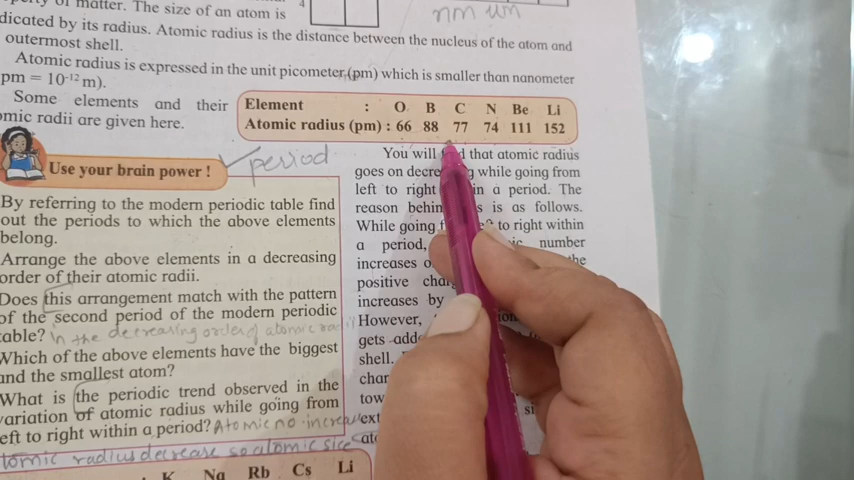 of matter. The size of an atom is
dicated by its radius. Atomic radius is the distance between the nucleus of the atom and
outermost shell.
Atomic radius is expressed in the unit picometer (pm) which is smaller than nanometer
pm = 10⁻¹² m).
Some elements and their
omic radii are given here.
4
nm um
Element : O B C N Be Li
Atomic radius (pm) : 66 88 77 74 111 152
Use your brain power !
period
By referring to the modern periodic table find
out the periods to which the above elements
belong.
Arrange the above elements in a decreasing
order of their atomic radii.
Does this arrangement match with the pattern
of the second period of the modern periodic
table? In the decreasing order of atomic radi
Which of the above elements have the biggest
and the smallest atom?
What is the periodic trend observed in the
variation of atomic radius while going from
left to right within a period? Atomic no. increa
tomic radius decrease so atomic sice
You will that atomic radius
goes on decre while going from
left to right in a period. The
reason behin s is as follows.
While going f to right within
a period, number
increases o the
positive cha
increases by
However,
gets adde
shell.
char
tow
ext
ato
K Na Rb Cs Li